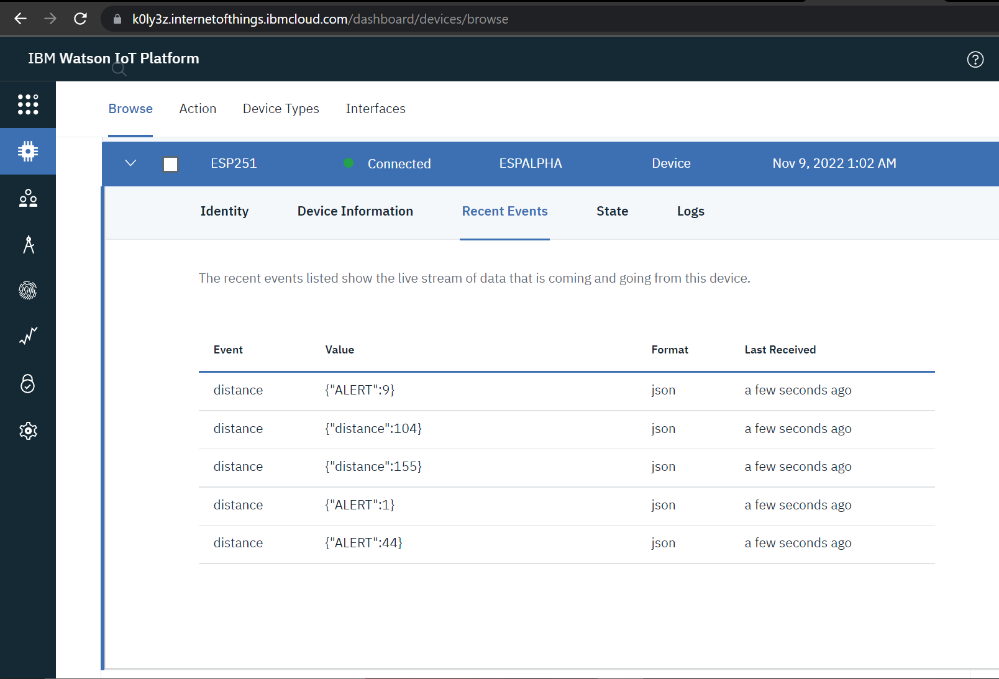 k0ly3z.internetofthings.ibmcloud.com/dashboard/devices/browse
IBM Watson IoT Platform
Browse Action Device Types Interfaces
ESP251 Connected ESPALPHA Device Nov 9, 2022 1:02 AM
Identity Device Information Recent Events State Logs
The recent events listed show the live stream of data that is coming and going from this device.
Event Value Format Last Received
distance {"ALERT":9} json a few seconds ago
distance {"distance":104} json a few seconds ago
distance {"distance":155} json a few seconds ago
distance {"ALERT":1} json a few seconds ago
distance {"ALERT":44} json a few seconds ago